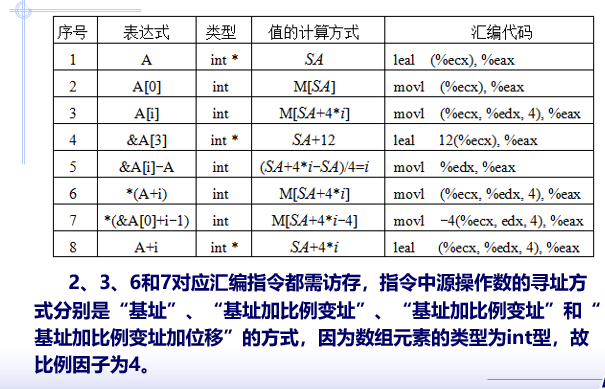 序号 表达式 类型 值的计算方式 汇编代码
1 A int * SA leal (%ecx), %eax
2 A[0] int M[SA] movl (%ecx), %eax
3 A[i] int M[SA+4*i] movl (%ecx, %edx, 4), %eax
4 &A[3] int * SA+12 leal 12(%ecx), %eax
5 &A[i]−A int (SA+4*i−SA)/4=i movl %edx, %eax
6 *(A+i) int M[SA+4*i] movl (%ecx, %edx, 4), %eax
7 *(&A[0]+i−1) int M[SA+4*i−4] movl −4(%ecx, edx, 4), %eax
8 A+i int * SA+4*i leal (%ecx, %edx, 4), %eax
2、3、6和7对应汇编指令都需访存，指令中源操作数的寻址方
式分别是“基址”、“基址加比例变址”、“基址加比例变址”和“
基址加比例变址加位移”的方式，因为数组元素的类型为int型，故
比例因子为4。